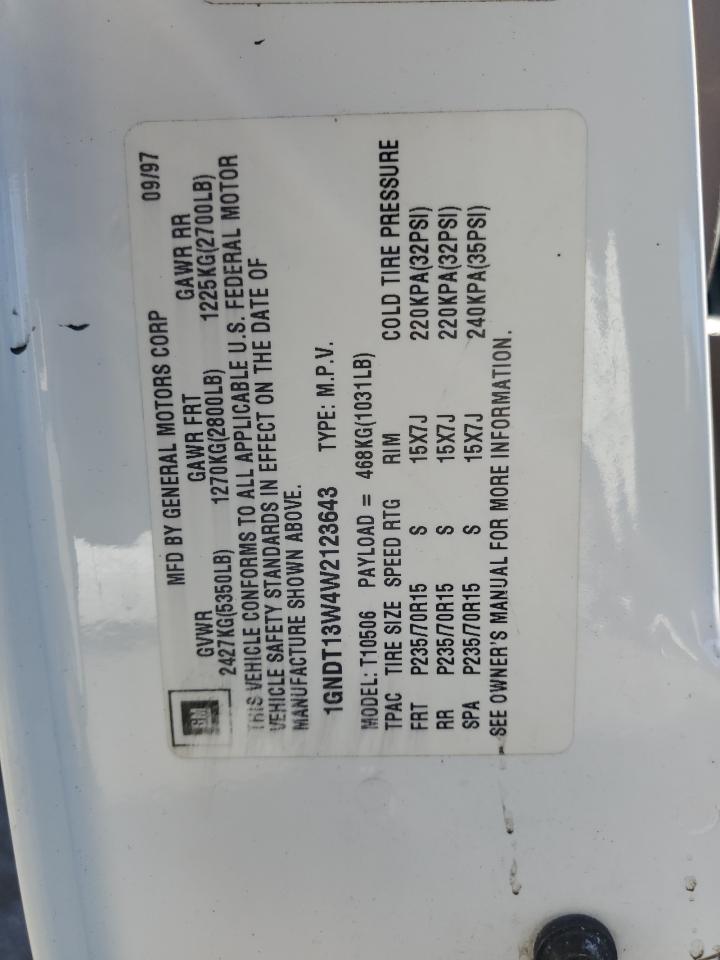 GM
MFD BY GENERAL MOTORS CORP 09/97
GVWR GAWR FRT GAWR RR
2427KG(5350LB) 1270KG(2800LB) 1225KG(2700LB)
THIS VEHICLE CONFORMS TO ALL APPLICABLE U.S. FEDERAL MOTOR
VEHICLE SAFETY STANDARDS IN EFFECT ON THE DATE OF
MANUFACTURE SHOWN ABOVE.
1GNDT13W4W2123643 TYPE: M.P.V.
MODEL: T10506 PAYLOAD = 468KG(1031LB)
TPAC TIRE SIZE SPEED RTG RIM COLD TIRE PRESSURE
FRT P235/70R15 S 15X7J 220KPA(32PSI)
RR P235/70R15 S 15X7J 220KPA(32PSI)
SPA P235/70R15 S 15X7J 240KPA(35PSI)
SEE OWNER'S MANUAL FOR MORE INFORMATION.